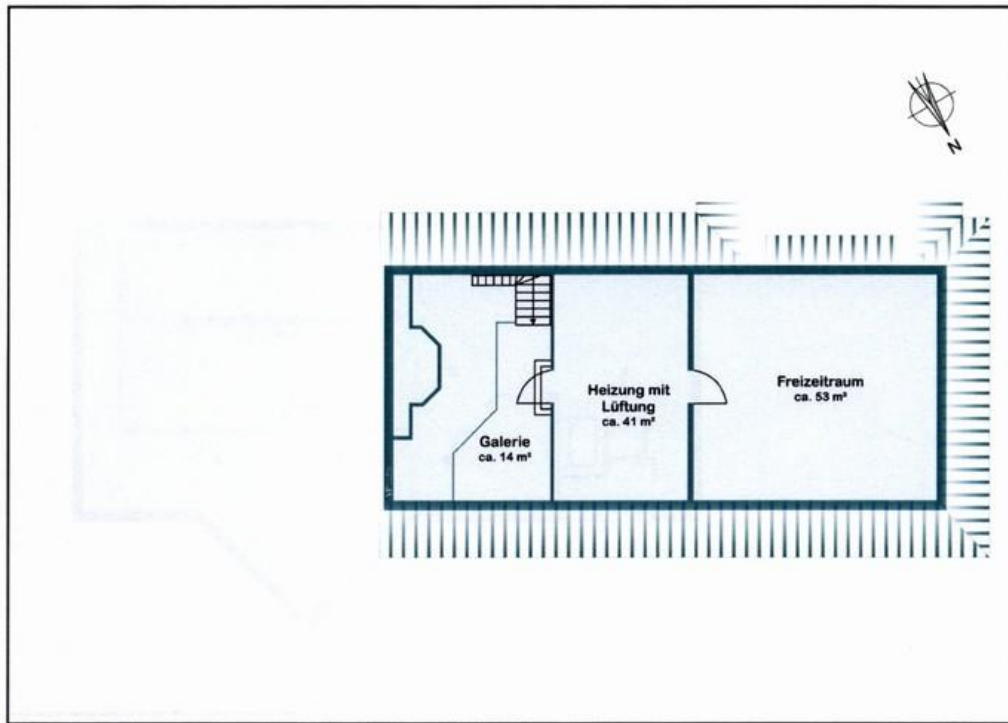 N
Freizeitraum
ca. 53 m²
Heizung mit
Lüftung
ca. 41 m²
Galerie
ca. 14 m²